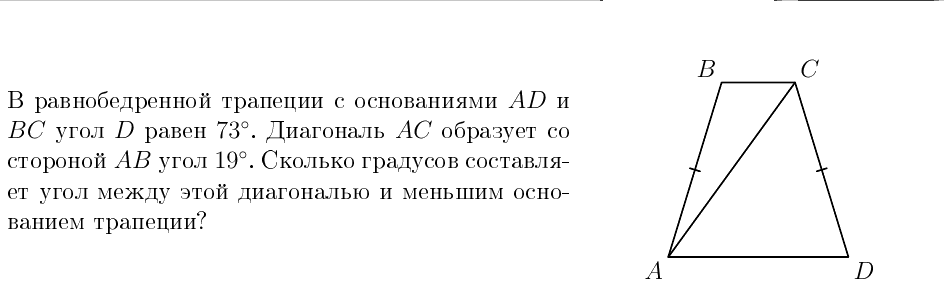 В равнобедренной трапеции с основаниями AD и
BC угол D равен 73°. Диагональ AC образует со
стороной AB угол 19°. Сколько градусов составля-
ет угол между этой диагональю и меньшим осно-
ванием трапеции?
B C
A D